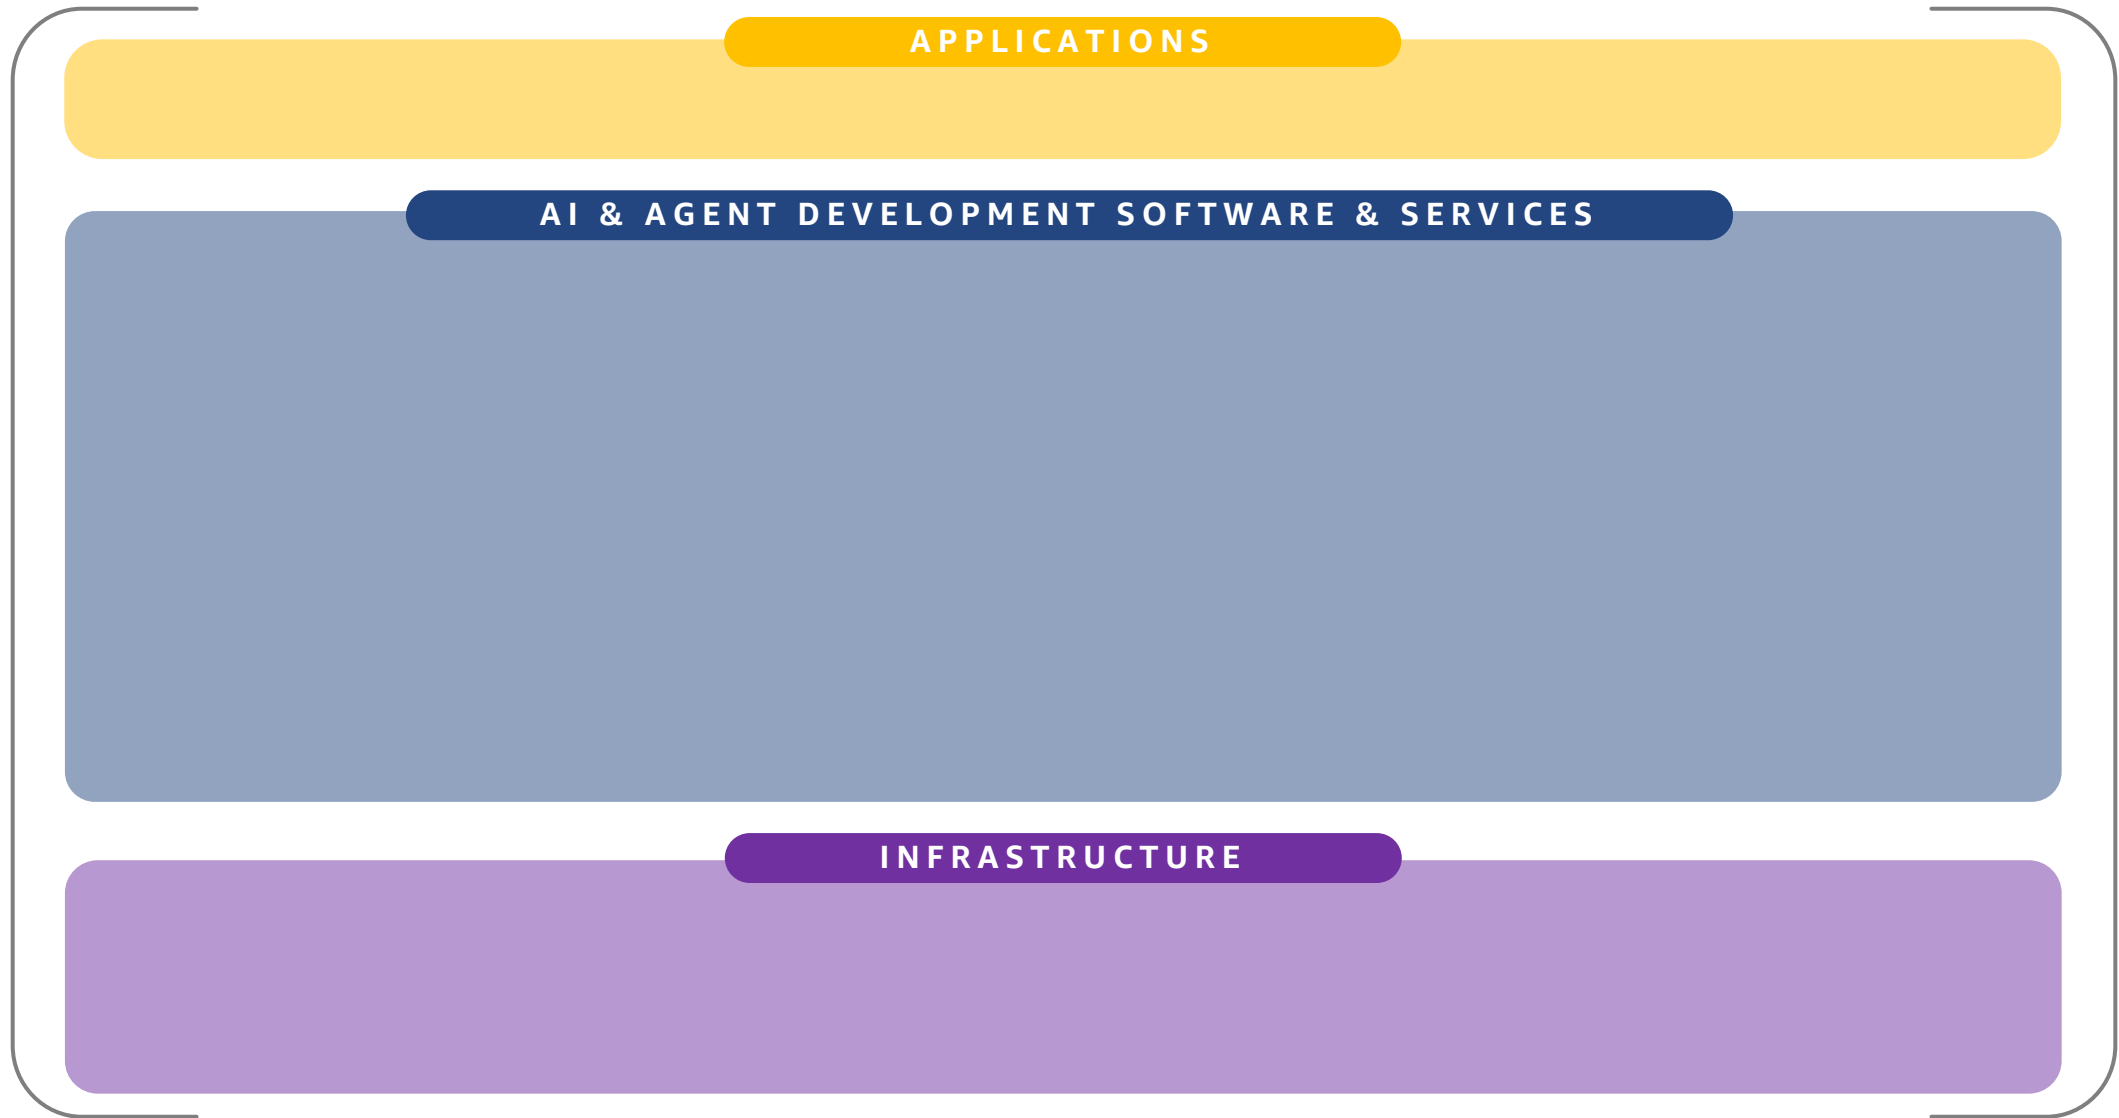 APPLICATIONS
AI & AGENT DEVELOPMENT SOFTWARE & SERVICES
INFRASTRUCTURE